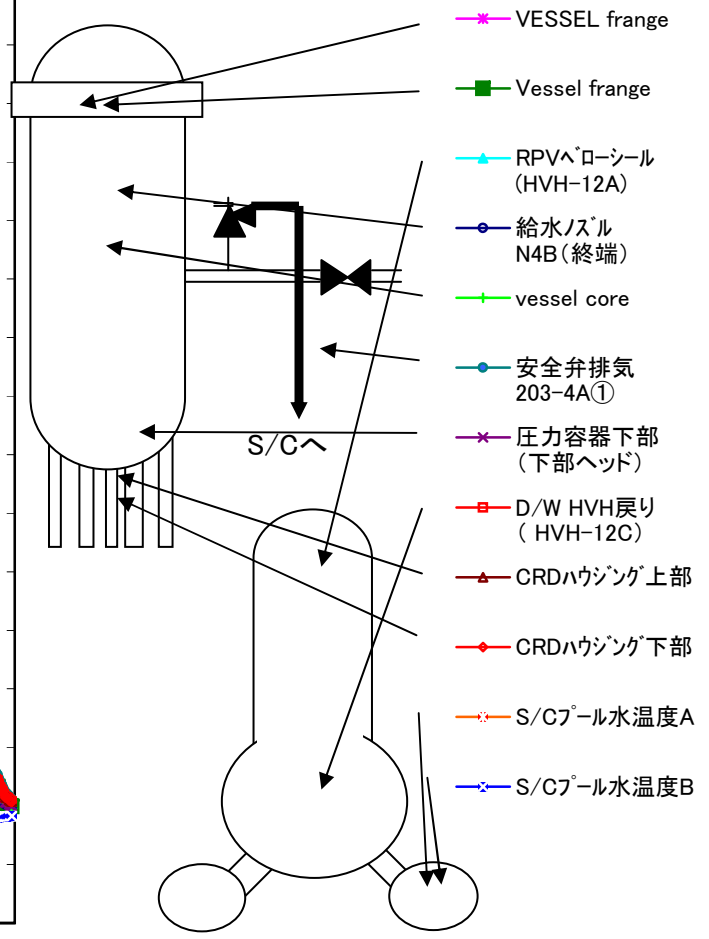 VESSEL frange
Vessel frange
RPVベローシール
(HVH-12A)
給水ノズル
N4B(終端)
vessel core
安全弁排気
203-4A①
圧力容器下部
(下部ヘッド)
D/W HVH戻り
( HVH-12C)
CRDハウジング上部
CRDハウジング下部
S/Cプール水温度A
S/Cプール水温度B
S/Cへ